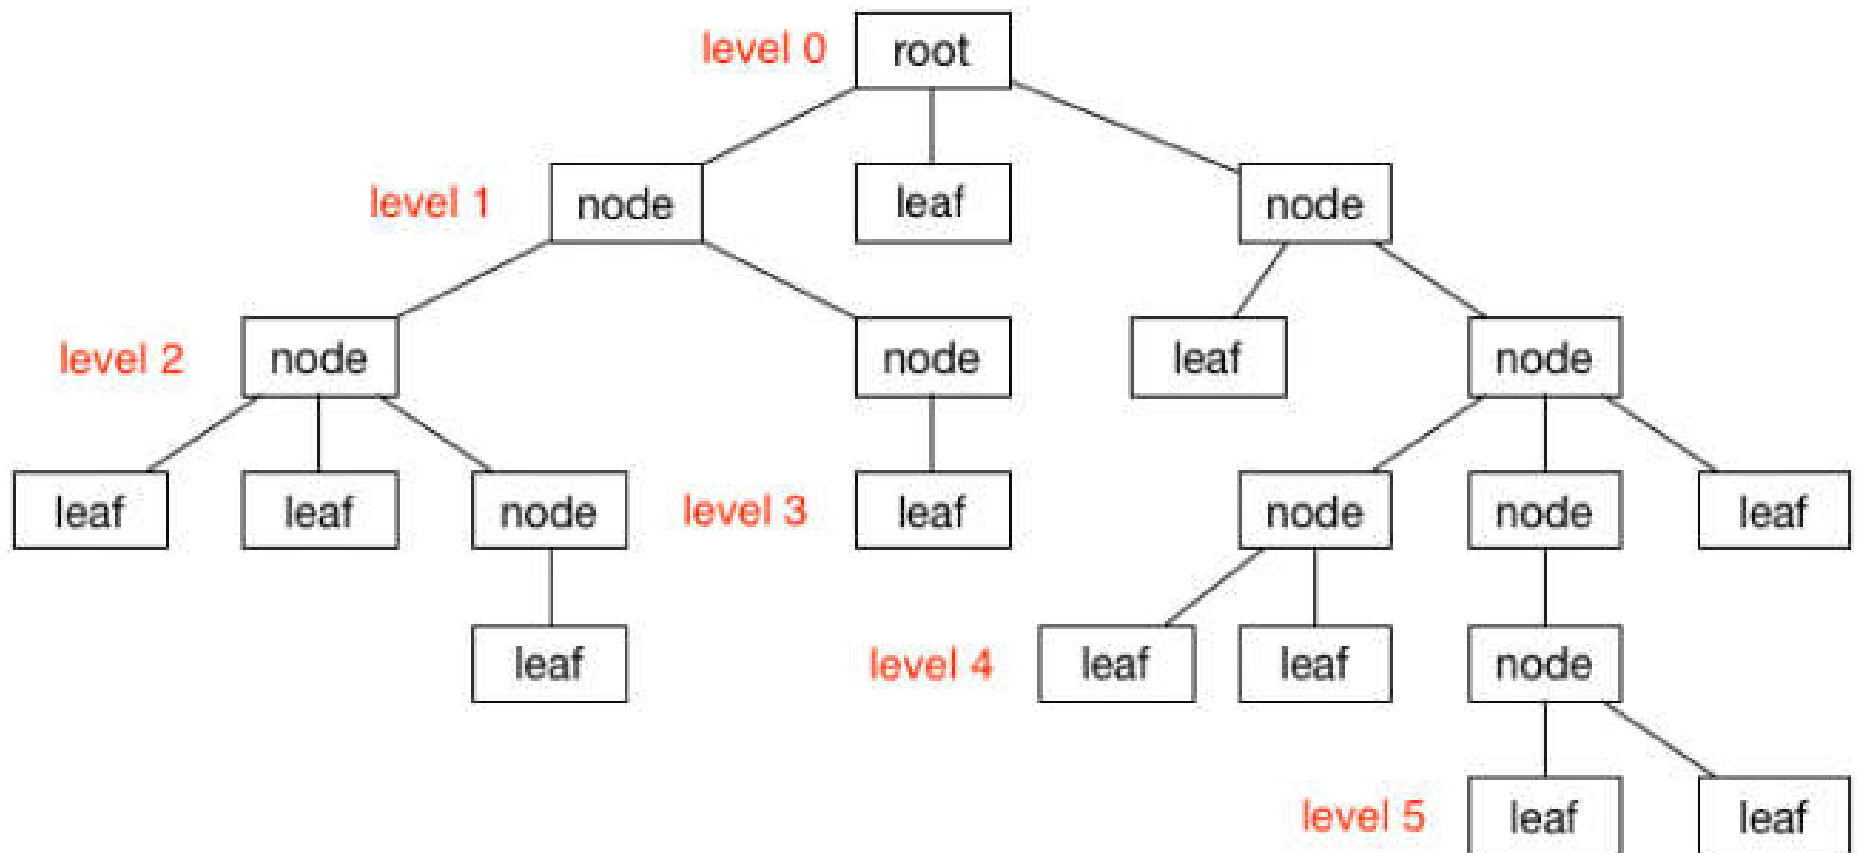 level 0 root
level 1 node leaf node
level 2 node node leaf node
leaf leaf node level 3 leaf node node leaf
leaf level 4 leaf leaf node
level 5 leaf leaf